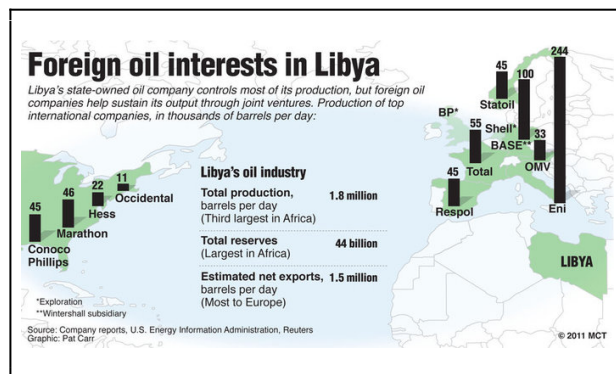 Foreign oil interests in Libya
Libya's state-owned oil company controls most of its production, but foreign oil
companies help sustain its output through joint ventures. Production of top
international companies, in thousands of barrels per day:
45
Conoco
Phillips
46
Marathon
22
Hess
11
Occidental
Libya's oil industry
Total production, 1.8 million
barrels per day
(Third largest in Africa)
Total reserves 44 billion
(Largest in Africa)
Estimated net exports, 1.5 million
barrels per day
(Most to Europe)
BP*
45
Statoil
Shell*
100
BASE**
55
Total
33
OMV
45
Respol
244
Eni
LIBYA
*Exploration
**Wintershall subsidiary
Source: Company reports, U.S. Energy Information Administration, Reuters
Graphic: Pat Carr
© 2011 MCT